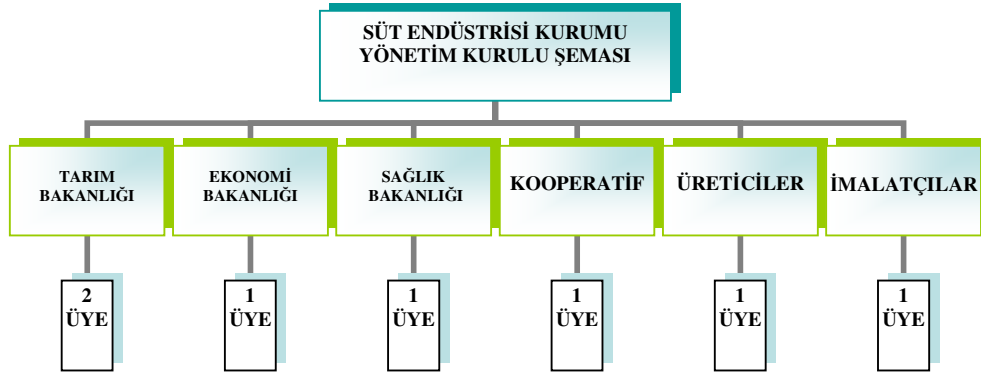 SÜT ENDÜSTRİSİ KURUMU
YÖNETİM KURULU ŞEMASI
TARIM
BAKANLIĞI
EKONOMİ
BAKANLIĞI
SAĞLIK
BAKANLIĞI
KOOPERATİF
ÜRETİCİLER
İMALATÇILAR
2
ÜYE
1
ÜYE
1
ÜYE
1
ÜYE
1
ÜYE
1
ÜYE